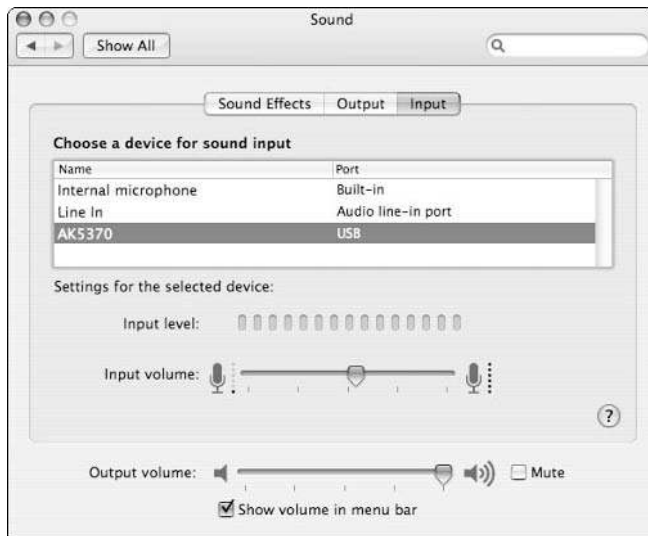 Sound
Show All
Sound Effects Output Input
Choose a device for sound input
Name Port
Internal microphone Built-in
Line In Audio line-in port
AK5370 USB
Settings for the selected device:
Input level:
Input volume:
?
Output volume: Mute
Show volume in menu bar